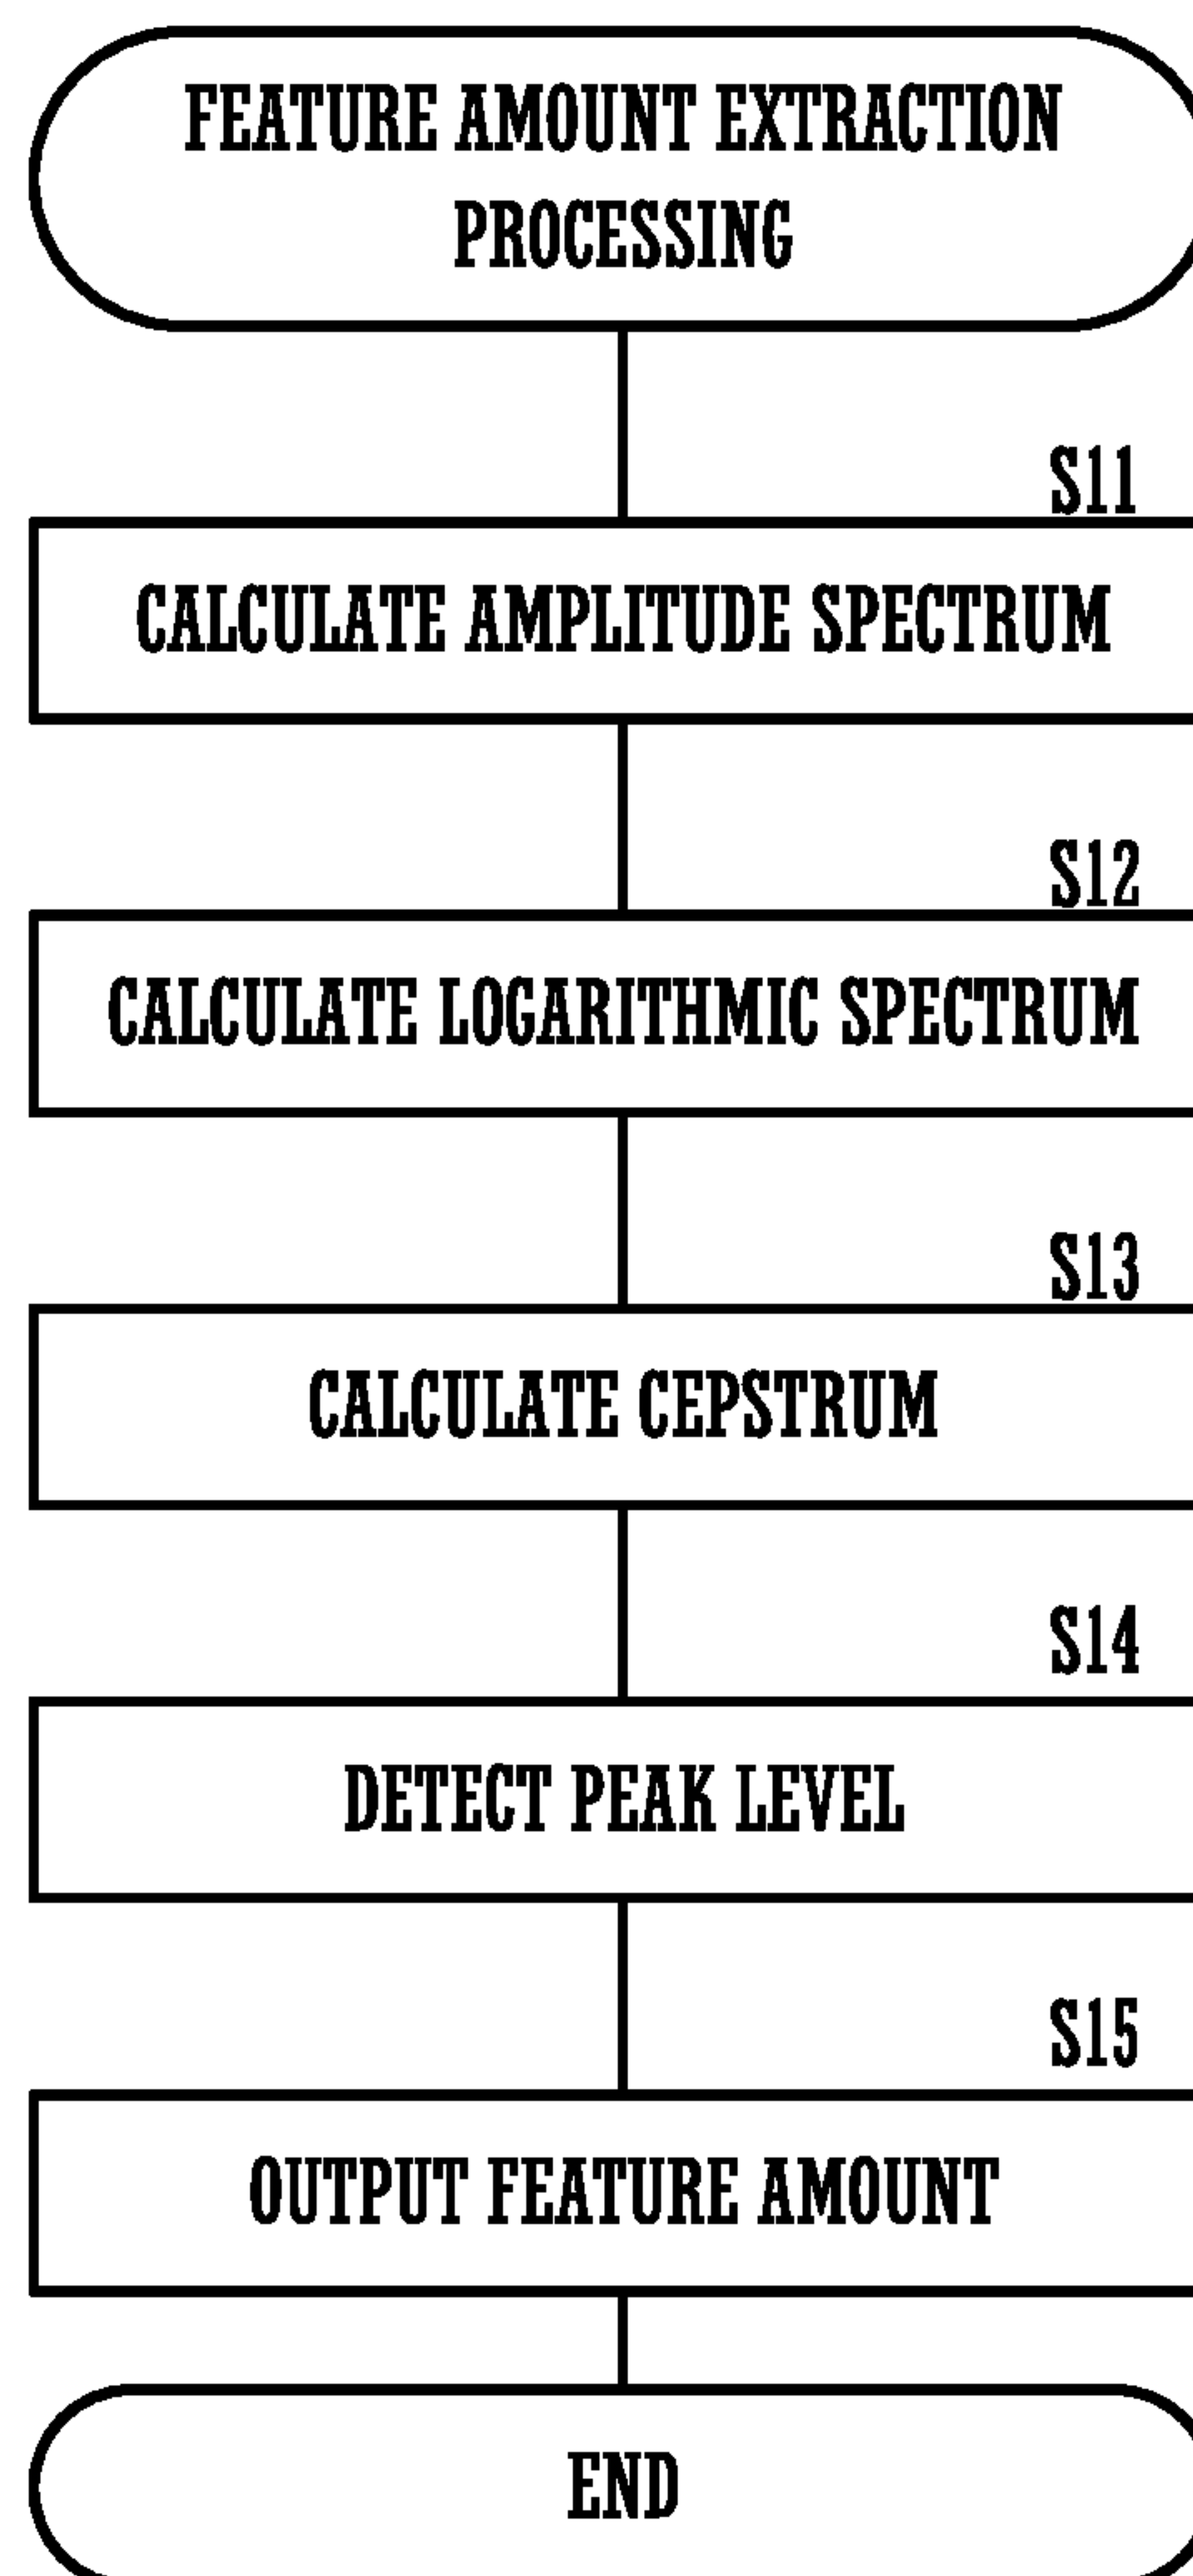 FEATURE AMOUNT EXTRACTION
PROCESSING
S11
CALCULATE AMPLITUDE SPECTRUM
S12
CALCULATE LOGARITHMIC SPECTRUM
S13
CALCULATE CEPSTRUM
S14
DETECT PEAK LEVEL
S15
OUTPUT FEATURE AMOUNT
END